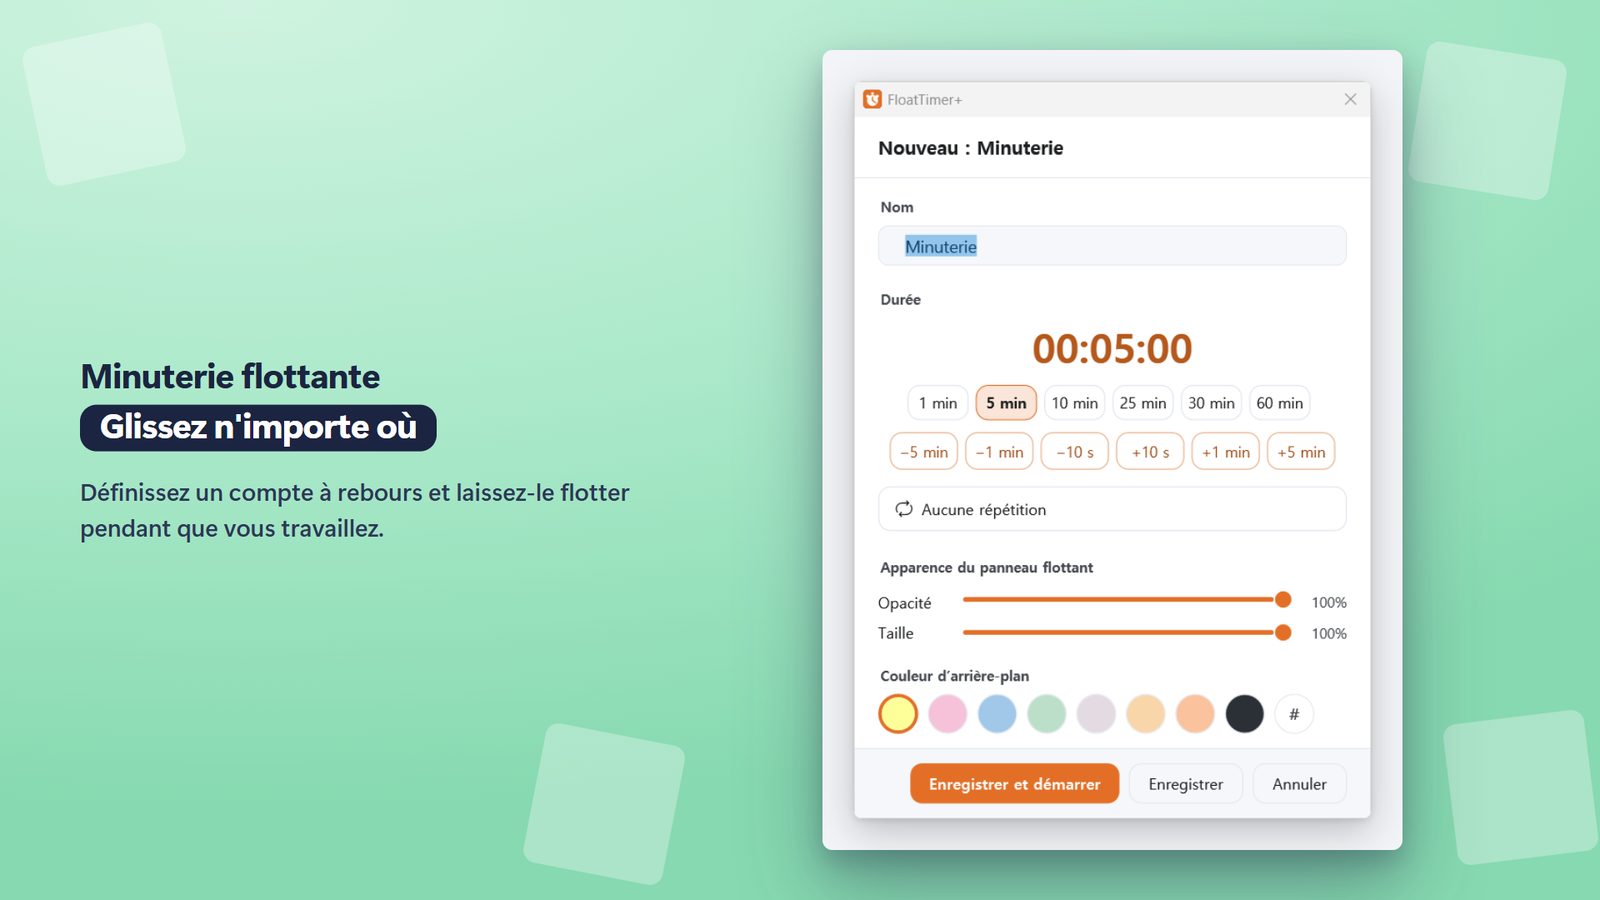 Minuterie flottante
Glissez n'importe où
Définissez un compte à rebours et laissez-le flotter
pendant que vous travaillez.
FloatTimer+
Nouveau : Minuterie
Nom
Minuterie
Durée
00:05:00
1 min 5 min 10 min 25 min 30 min 60 min
−5 min −1 min −10 s +10 s +1 min +5 min
Aucune répétition
Apparence du panneau flottant
Opacité 100%
Taille 100%
Couleur d’arrière-plan
#
Enregistrer et démarrer Enregistrer Annuler